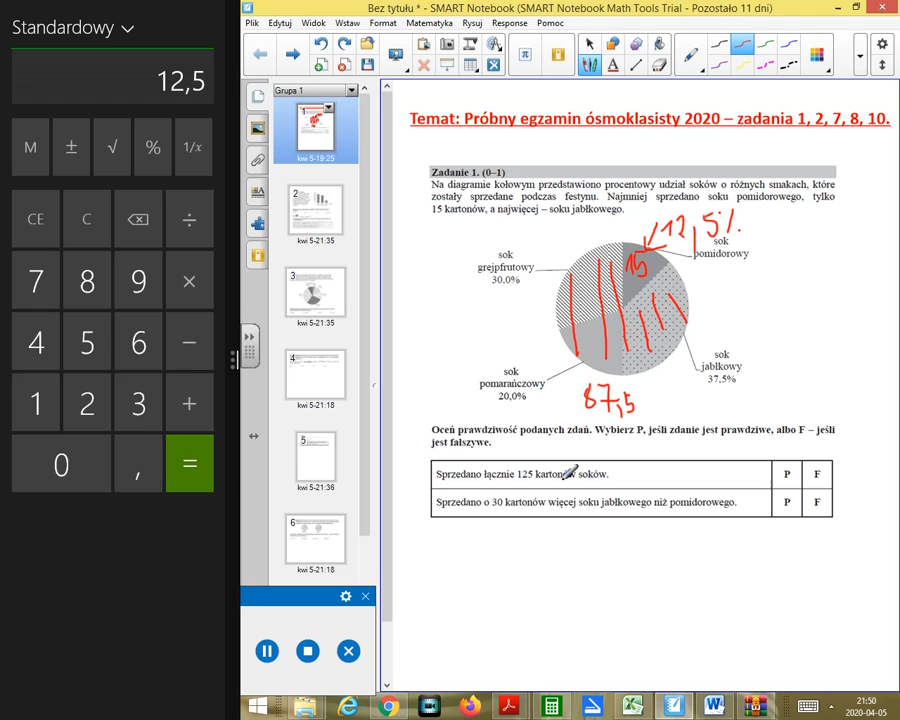 Standardowy
12,5
M ± √ % 1/x
CE C ÷
7 8 9 ×
4 5 6 −
1 2 3 +
0 , =
Bez tytułu * - SMART Notebook (SMART Notebook Math Tools Trial - Pozostało 11 dni)
Plik Edytuj Widok Wstaw Format Matematyka Rysuj Response Pomoc
Grupa 1
1
kwi 5-19:25
2
kwi 5-21:35
3
kwi 5-21:35
4
kwi 5-21:18
5
kwi 5-21:36
6
kwi 5-21:18
Temat: Próbny egzamin ósmoklasisty 2020 – zadania 1, 2, 7, 8, 10.
Zadanie 1. (0–1)
Na diagramie kołowym przedstawiono procentowy udział soków o różnych smakach, które
zostały sprzedane podczas festynu. Najmniej sprzedano soku pomidorowego, tylko
15 kartonów, a najwięcej – soku jabłkowego.
12,5%
sok
pomidorowy
15
sok
grejpfrutowy
30,0%
sok
jabłkowy
37,5%
sok
pomarańczowy
20,0%
87,5
Oceń prawdziwość podanych zdań. Wybierz P, jeśli zdanie jest prawdziwe, albo F – jeśli
jest fałszywe.
Sprzedano łącznie 125 kartonów soków. P F
Sprzedano o 30 kartonów więcej soku jabłkowego niż pomidorowego. P F
21:50
2020-04-05